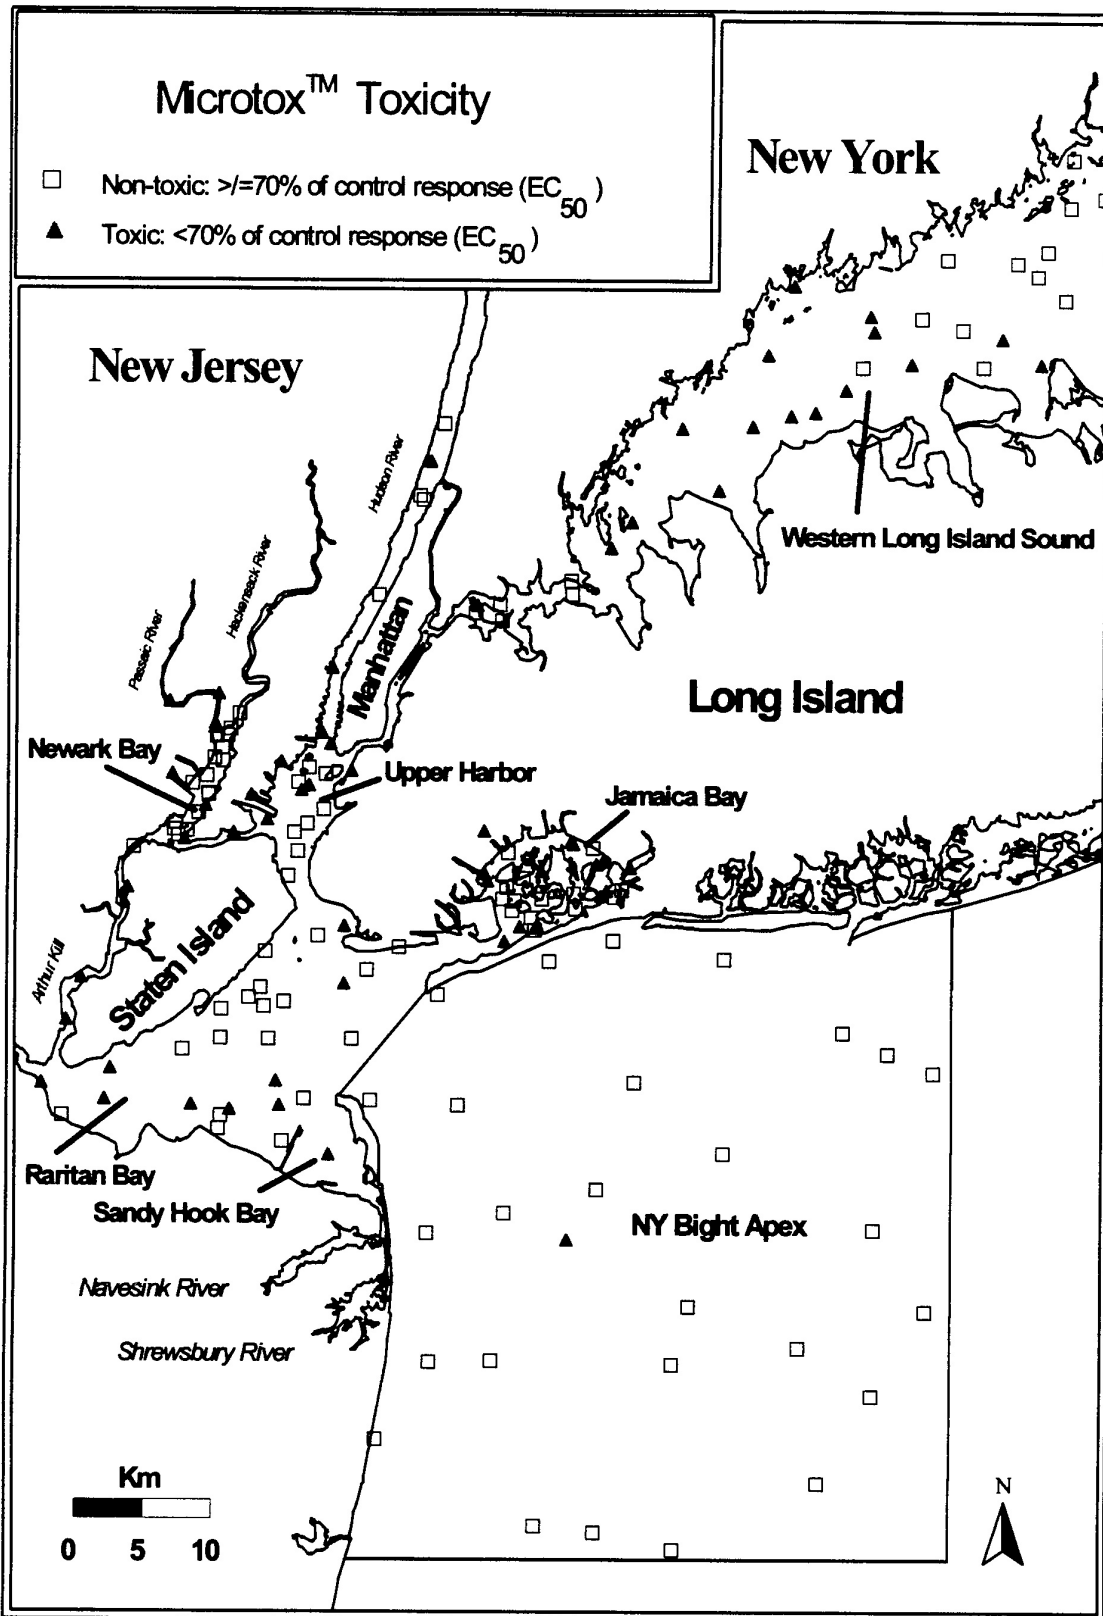 Microtox™ Toxicity
Non-toxic: >/=70% of control response (EC50)
Toxic: <70% of control response (EC50)
New York
New Jersey
Hudson River
Hackensack River
Passaic River
Manhattan
Western Long Island Sound
Long Island
Newark Bay
Upper Harbor
Jamaica Bay
Staten Island
Arthur Kill
Raritan Bay
Sandy Hook Bay
NY Bight Apex
Navesink River
Shrewsbury River
Km
0 5 10
N